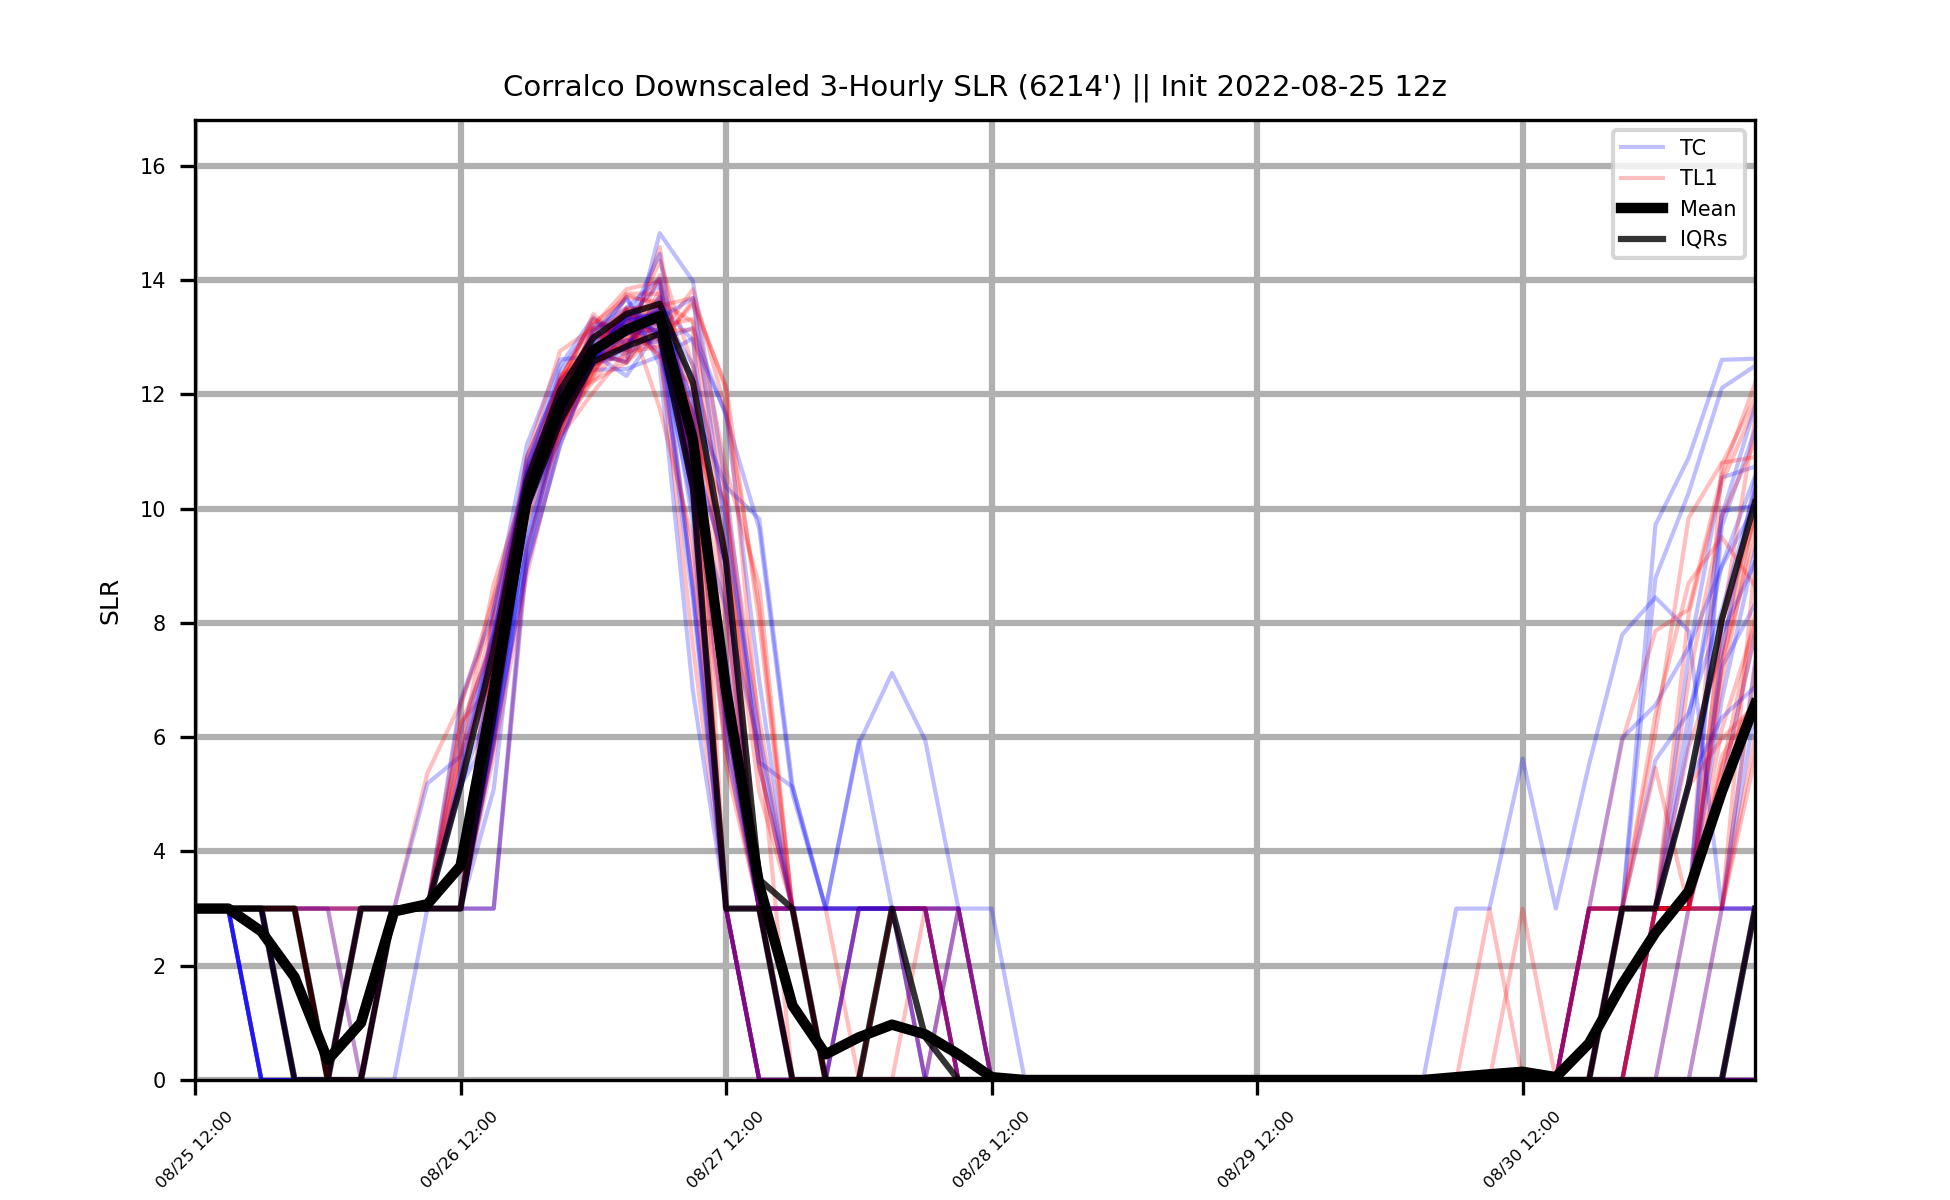 Corralco Downscaled 3-Hourly SLR (6214') || Init 2022-08-25 12z
TC
TL1
Mean
IQRs
SLR
16
14
12
10
8
6
4
2
0
08/25 12:00
08/26 12:00
08/27 12:00
08/28 12:00
08/29 12:00
08/30 12:00